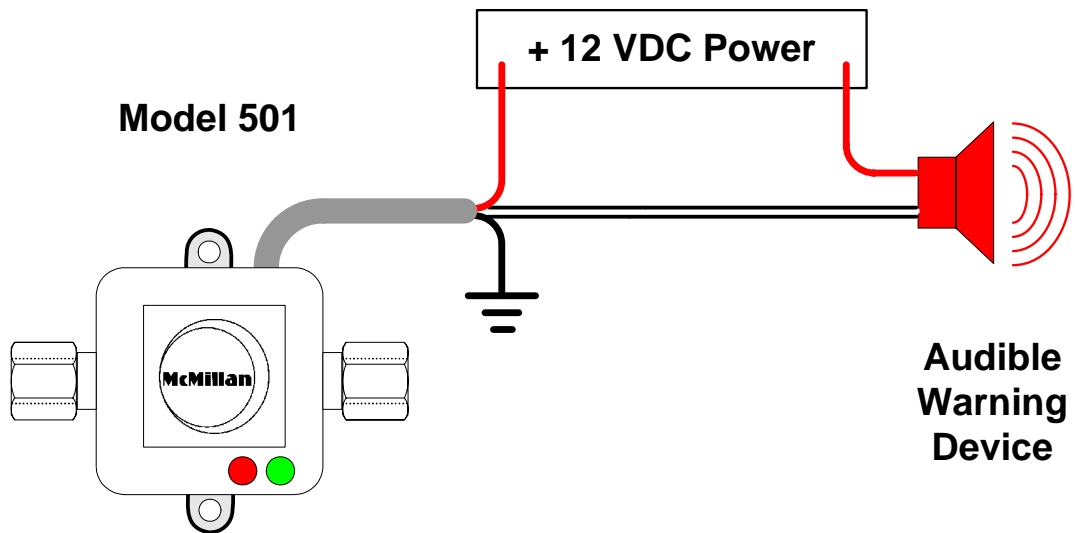 + 12 VDC Power
Model 501
McMillan
Audible
Warning
Device